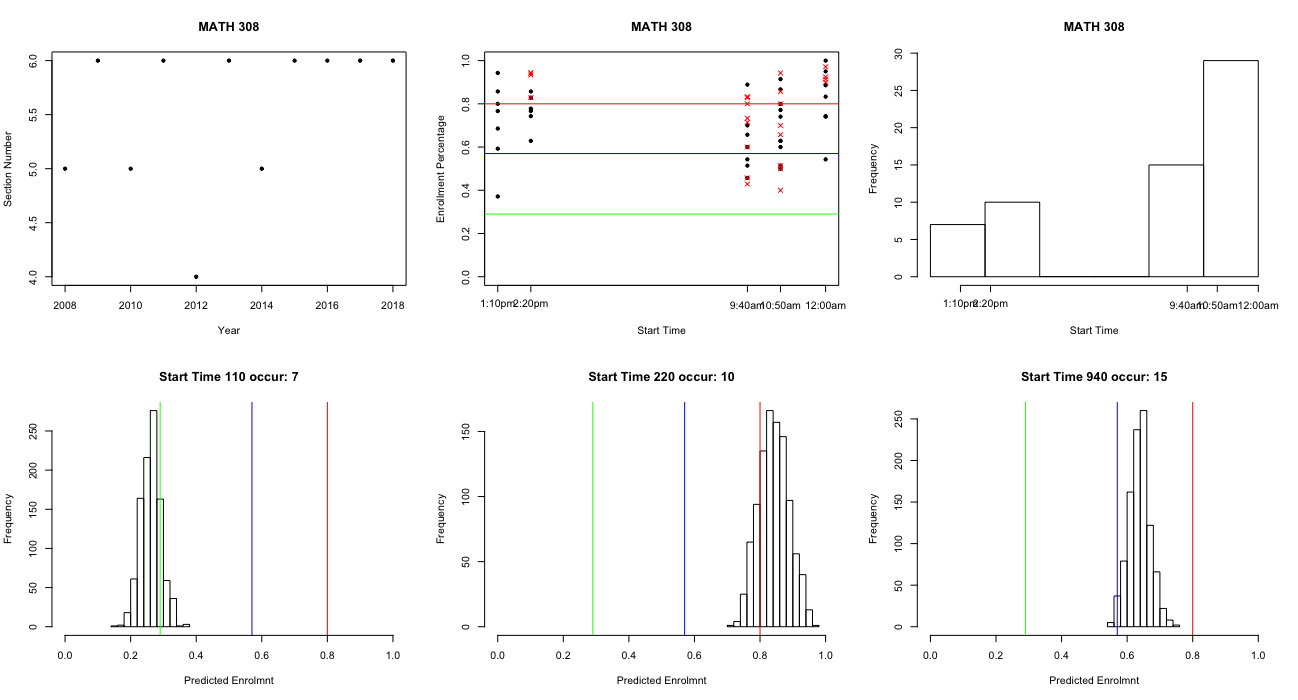 MATH 308
Section Number
6.0
5.5
5.0
4.5
4.0
2008 2010 2012 2014 2016 2018
Year
MATH 308
Enrollment Percentage
1.0
0.8
0.6
0.4
0.2
0.0
1:10pm 2:20pm 9:40am 10:50am 12:00am
Start Time
MATH 308
Frequency
30
25
20
15
10
5
0
1:10pm 2:20pm 9:40am 10:50am 12:00am
Start Time
Start Time 110 occur: 7
Frequency
250
200
150
100
50
0
0.0 0.2 0.4 0.6 0.8 1.0
Predicted Enrolmnt
Start Time 220 occur: 10
Frequency
150
100
50
0
0.0 0.2 0.4 0.6 0.8 1.0
Predicted Enrolmnt
Start Time 940 occur: 15
Frequency
250
200
150
100
50
0
0.0 0.2 0.4 0.6 0.8 1.0
Predicted Enrolmnt